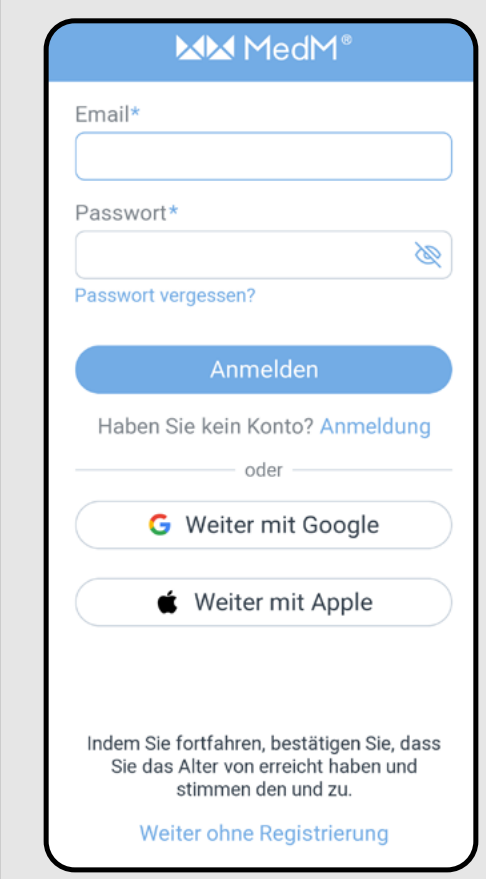 MedM®
Email*
Passwort*
Passwort vergessen?
Anmelden
Haben Sie kein Konto? Anmeldung
oder
Weiter mit Google
Weiter mit Apple
Indem Sie fortfahren, bestätigen Sie, dass
Sie das Alter von erreicht haben und
stimmen den und zu.
Weiter ohne Registrierung